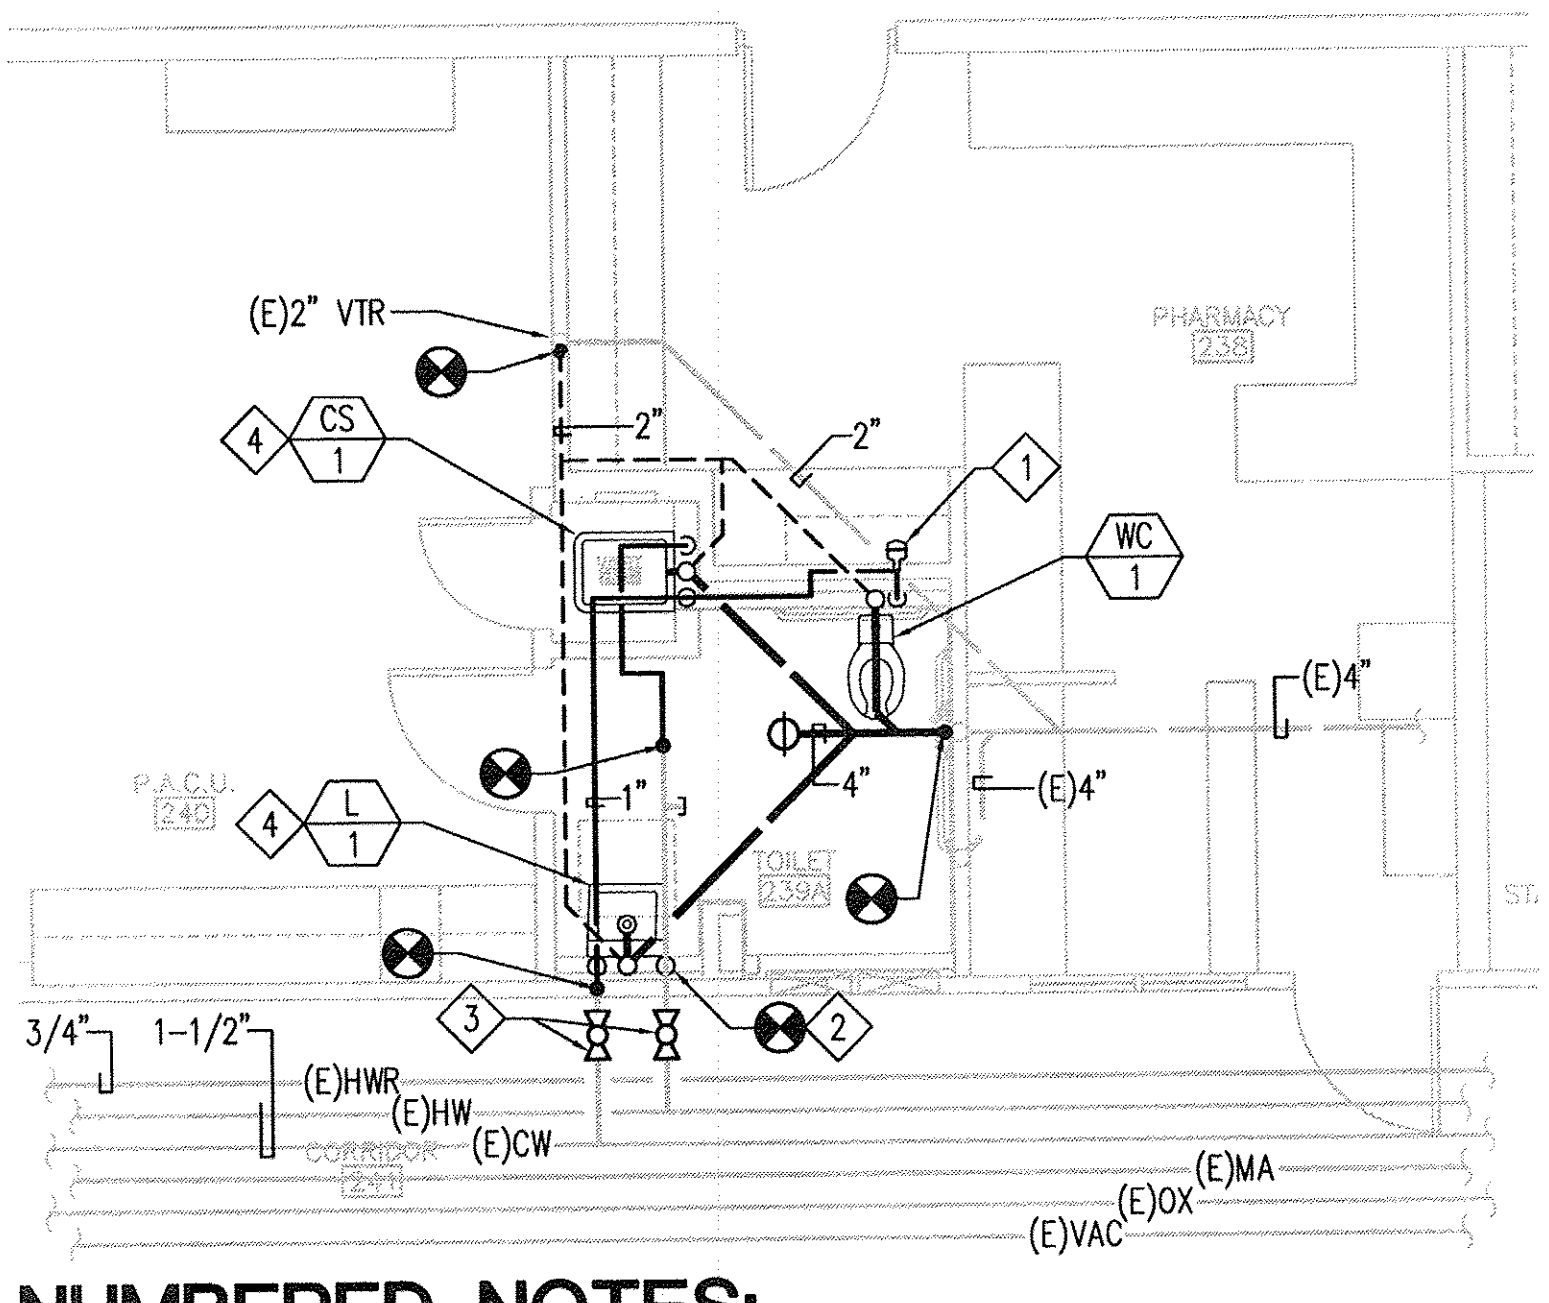 (E)2" VTR
PHARMACY
238
4
CS
1
2"
2"
1
WC
1
(E)4"
P.A.C.U.
240
4
L
1
1"
4"
(E)4"
TOILET
239A
3
2
3/4"
1-1/2"
(E)HWR
(E)HW
(E)CW
CORRIDOR
241
(E)MA
(E)OX
(E)VAC
NUMBERED NOTES: